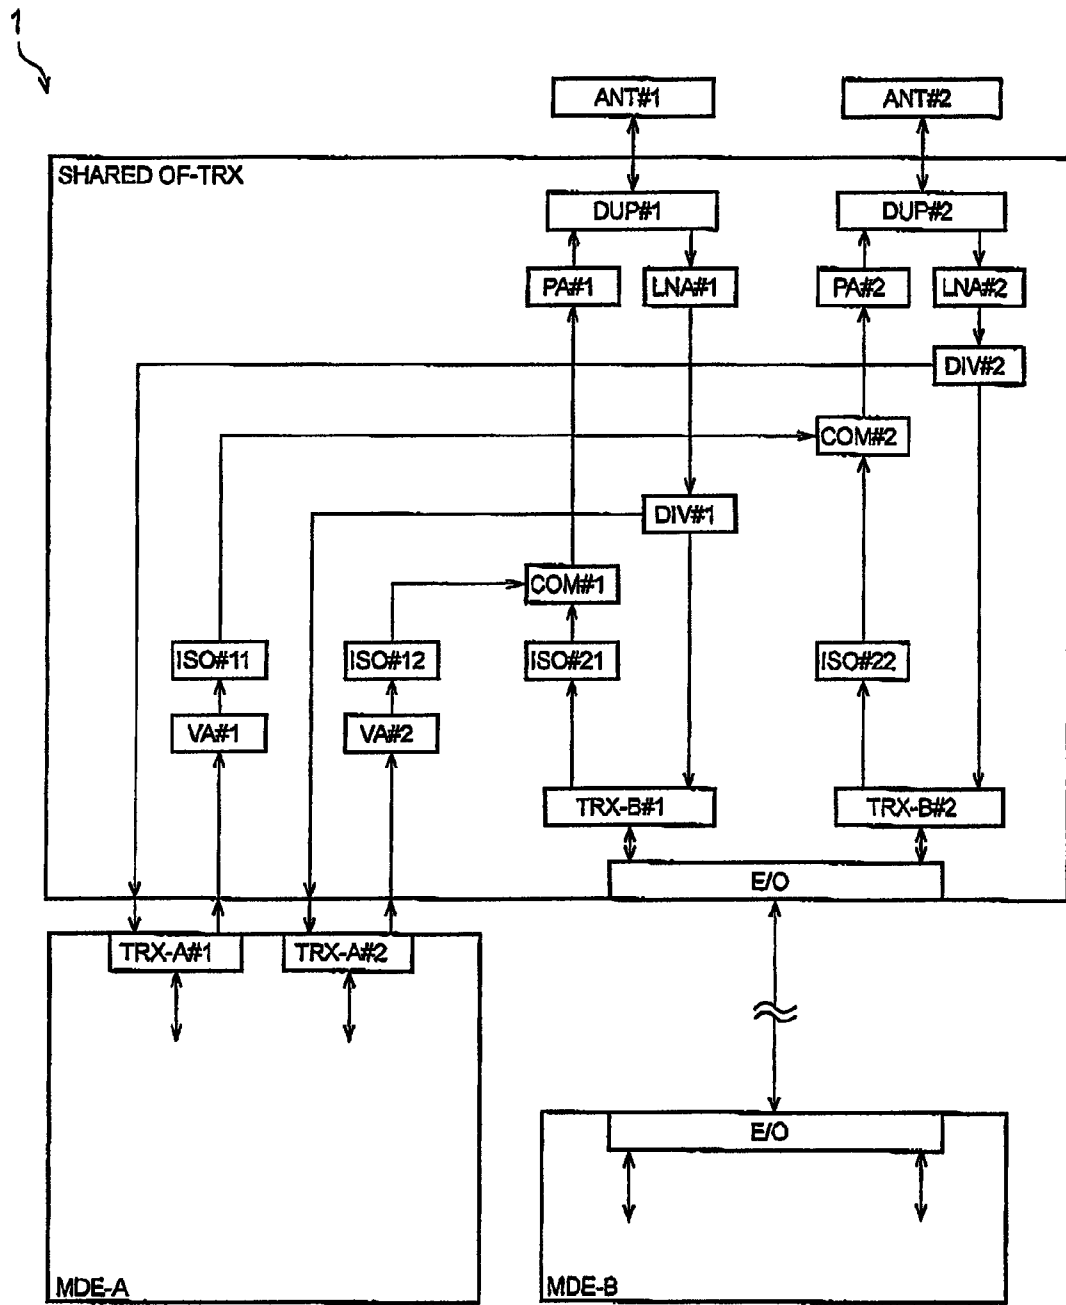 1
ANT#1 ANT#2
SHARED OF-TRX
DUP#1 DUP#2
PA#1 LNA#1 PA#2 LNA#2
DIV#2
COM#2
DIV#1
COM#1
ISO#11 ISO#12 ISO#21 ISO#22
VA#1 VA#2
TRX-B#1 TRX-B#2
E/O
TRX-A#1 TRX-A#2
E/O
MDE-A MDE-B